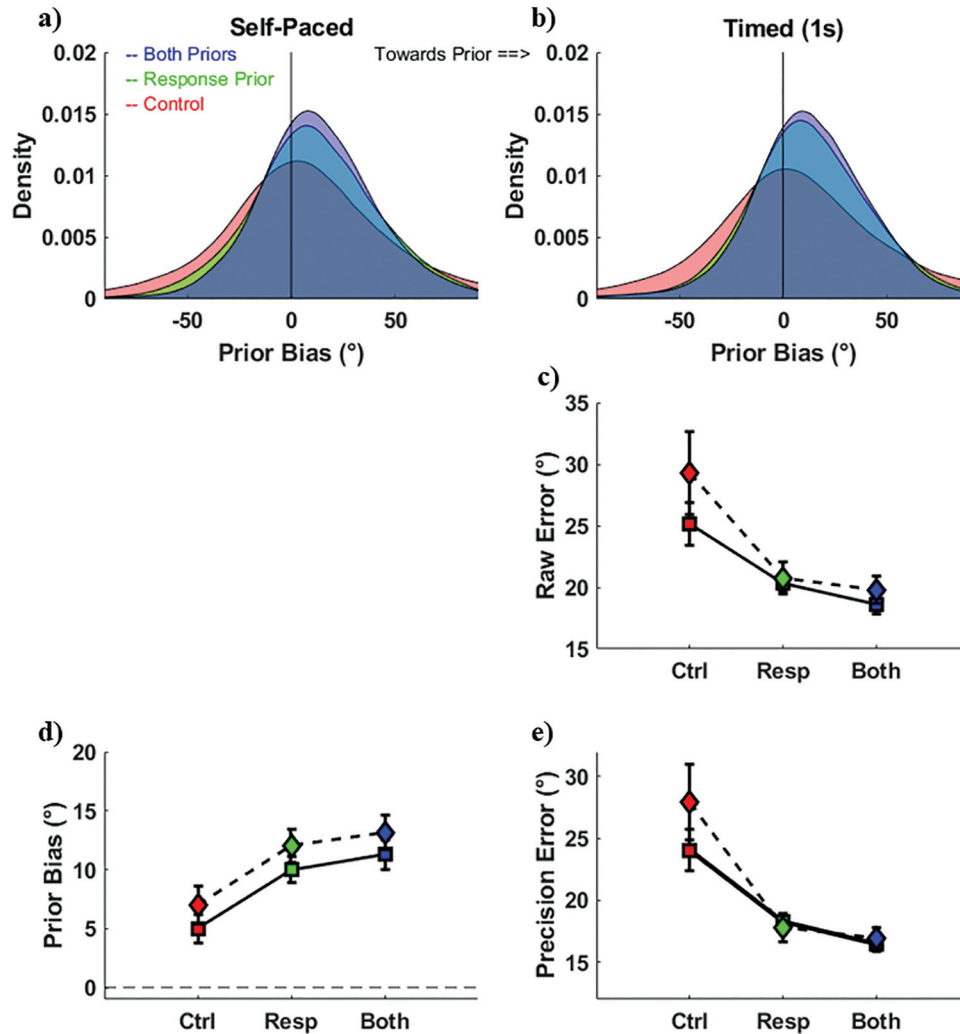 a)
Self-Paced
0.02
0.015
0.01
0.005
0
Density
-- Both Priors
-- Response Prior
-- Control
Towards Prior ==>
-50
0
50
Prior Bias (°)
b)
Timed (1s)
0.02
0.015
0.01
0.005
0
Density
-50
0
50
Prior Bias (°)
c)
35
30
25
20
15
Raw Error (°)
Ctrl
Resp
Both
d)
20
15
10
5
0
Prior Bias (°)
Ctrl
Resp
Both
e)
30
25
20
15
Precision Error (°)
Ctrl
Resp
Both